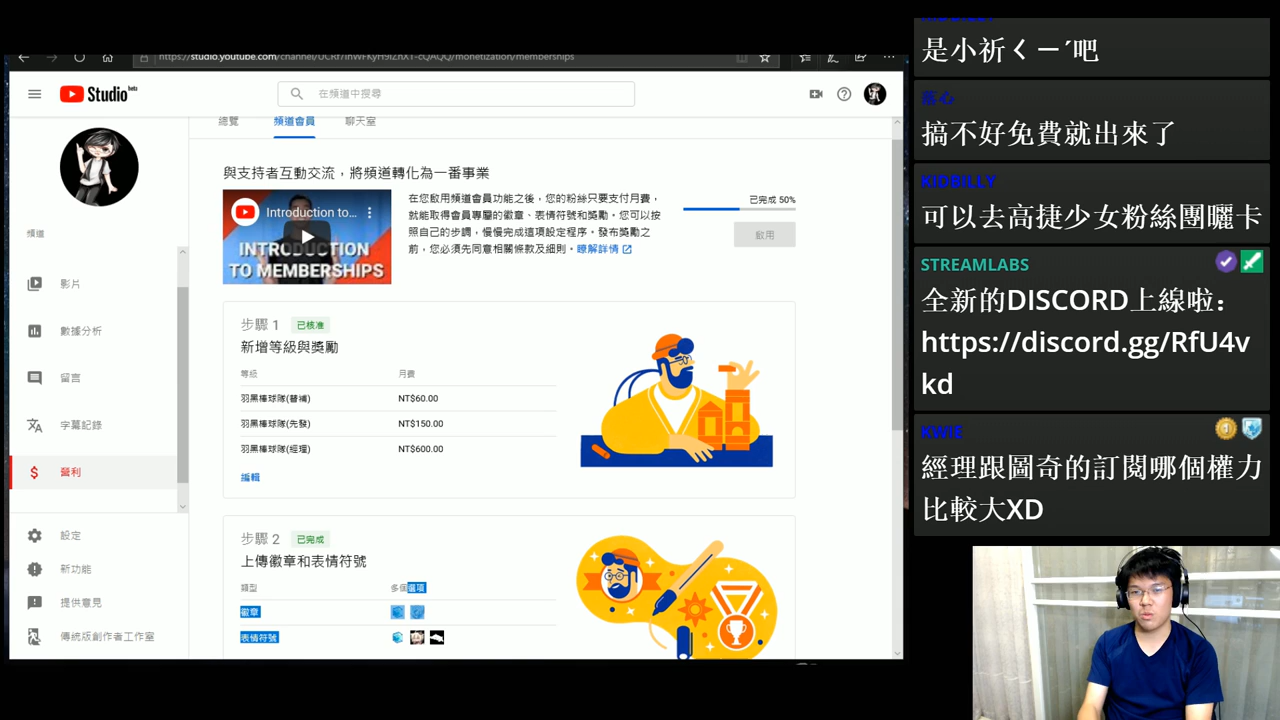 Studio beta
在頻道中搜尋
總覽
頻道會員
聊天室
與支持者互動交流，將頻道轉化為一番事業
Introduction to...
INTRODUCTION
TO MEMBERSHIPS
在您啟用頻道會員功能之後，您的粉絲只要支付月費，
就能取得會員專屬的徽章、表情符號和獎勵。您可以按
照自己的步調，慢慢完成這項設定程序。發布獎勵之
前，您必須先同意相關條款及細則。瞭解詳情
已完成 50%
啟用
頻道
影片
數據分析
留言
字幕記錄
營利
設定
新功能
提供意見
傳統版創作者工作室
步驟 1 已核准
新增等級與獎勵
等級 月費
羽黑棒球隊(替補) NT$60.00
羽黑棒球隊(先發) NT$150.00
羽黑棒球隊(經理) NT$600.00
編輯
步驟 2 已完成
上傳徽章和表情符號
類型 多個選項
徽章
表情符號
是小祈ㄑㄧˊ吧
搞不好免費就出來了
KIDBILLY
可以去高捷少女粉絲團曬卡
STREAMLABS
全新的DISCORD上線啦：
https://discord.gg/RfU4v
kd
KWIE
經理跟圖奇的訂閱哪個權力
比較大XD